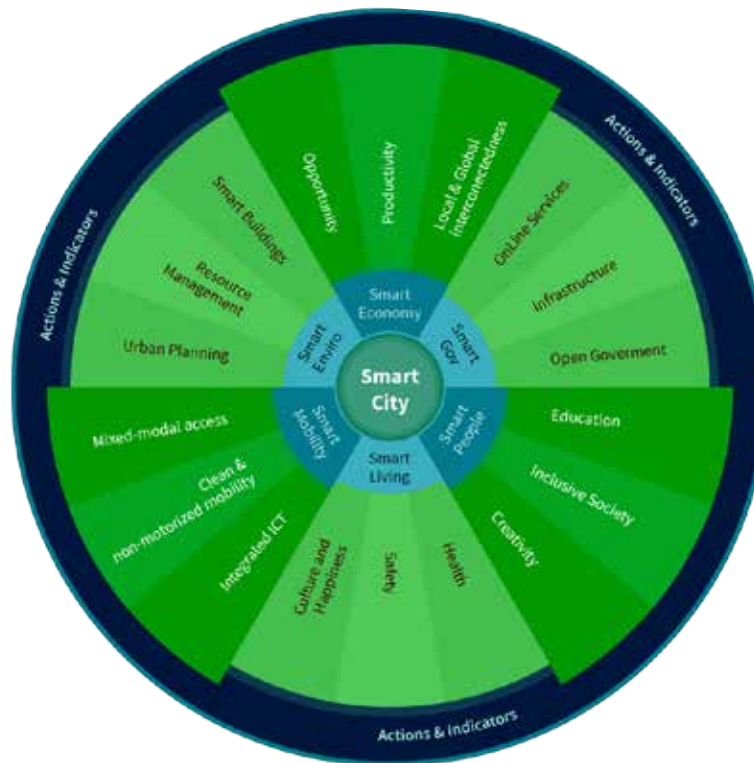 Smart
City
Smart
Economy
Opportunity
Productivity
Local & Global
Interconnectedness
Smart
Gov
OnLine Services
Infrastructure
Open Goverment
Smart
People
Education
Inclusive Society
Creativity
Smart
Living
Health
Safety
Culture and
Happiness
Smart
Mobility
Integrated ICT
Clean &
non-motorized mobility
Mixed-modal access
Smart
Enviro
Urban Planning
Resource
Management
Smart Buildings
Actions & Indicators
Actions & Indicators
Actions & Indicators